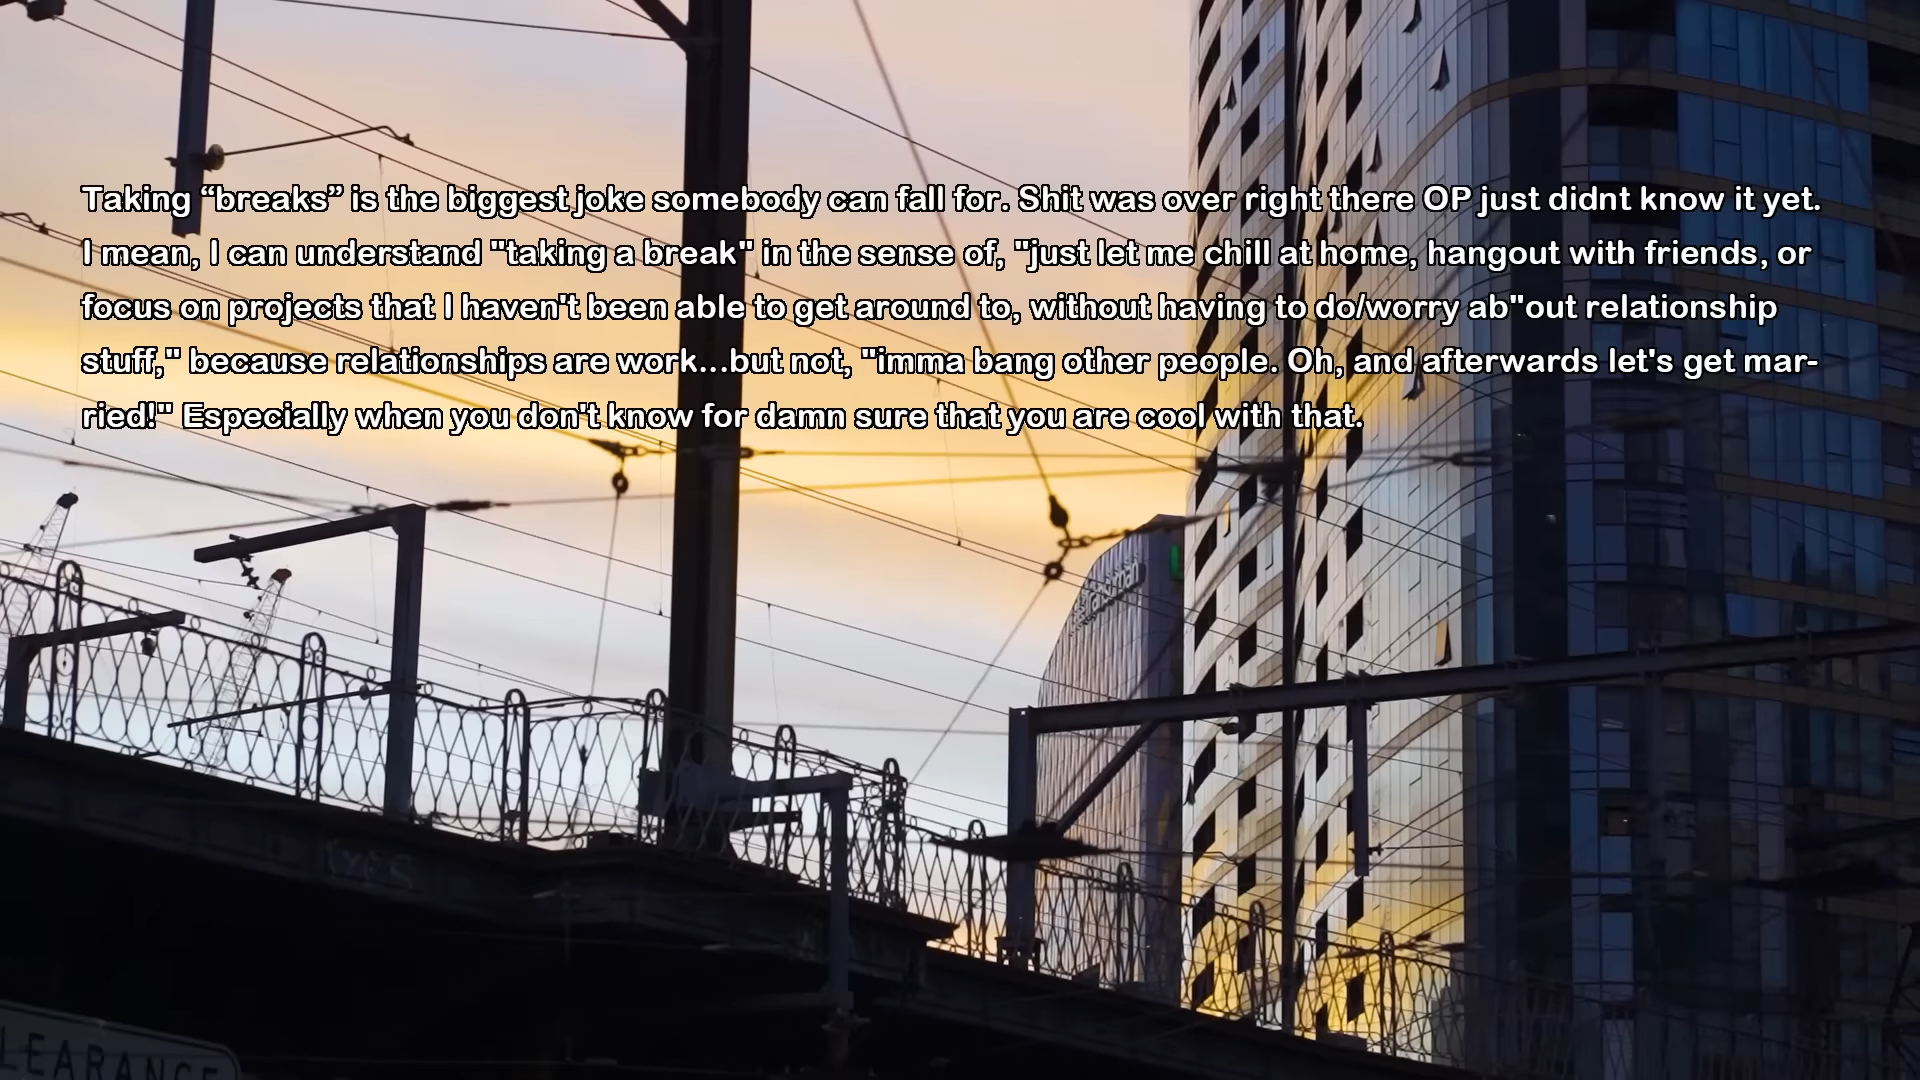 Taking “breaks” is the biggest joke somebody can fall for. Shit was over right there OP just didnt know it yet.
I mean, I can understand "taking a break" in the sense of, "just let me chill at home, hangout with friends, or
focus on projects that I haven't been able to get around to, without having to do/worry ab"out relationship
stuff," because relationships are work...but not, "imma bang other people. Oh, and afterwards let's get mar-
ried!" Especially when you don't know for damn sure that you are cool with that.
LEARANCE